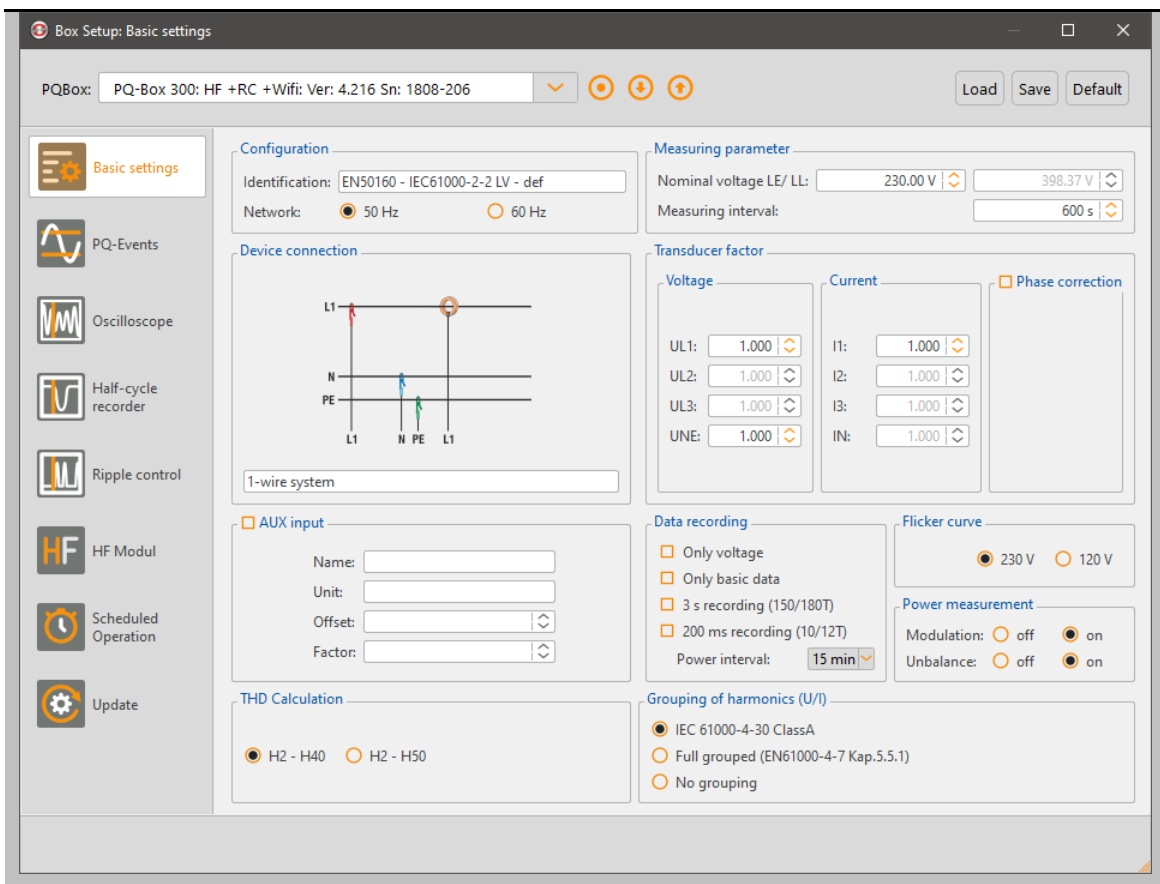 Box Setup: Basic settings
PQBox: PQ-Box 300: HF +RC +Wifi: Ver: 4.216 Sn: 1808-206
Load Save Default
Basic settings
PQ-Events
Oscilloscope
Half-cycle
recorder
Ripple control
HF HF Modul
Scheduled
Operation
Update
Configuration
Identification: EN50160 - IEC61000-2-2 LV - def
Network: 50 Hz 60 Hz
Measuring parameter
Nominal voltage LE/ LL: 230.00 V 398.37 V
Measuring interval: 600 s
Device connection
L1
N
PE
L1 N PE L1
1-wire system
Transducer factor
Voltage
UL1: 1.000
UL2: 1.000
UL3: 1.000
UNE: 1.000
Current
I1: 1.000
I2: 1.000
I3: 1.000
IN: 1.000
Phase correction
AUX input
Name:
Unit:
Offset:
Factor:
Data recording
Only voltage
Only basic data
3 s recording (150/180T)
200 ms recording (10/12T)
Power interval: 15 min
Flicker curve
230 V 120 V
Power measurement
Modulation: off on
Unbalance: off on
THD Calculation
H2 - H40 H2 - H50
Grouping of harmonics (U/I)
IEC 61000-4-30 ClassA
Full grouped (EN61000-4-7 Kap.5.5.1)
No grouping